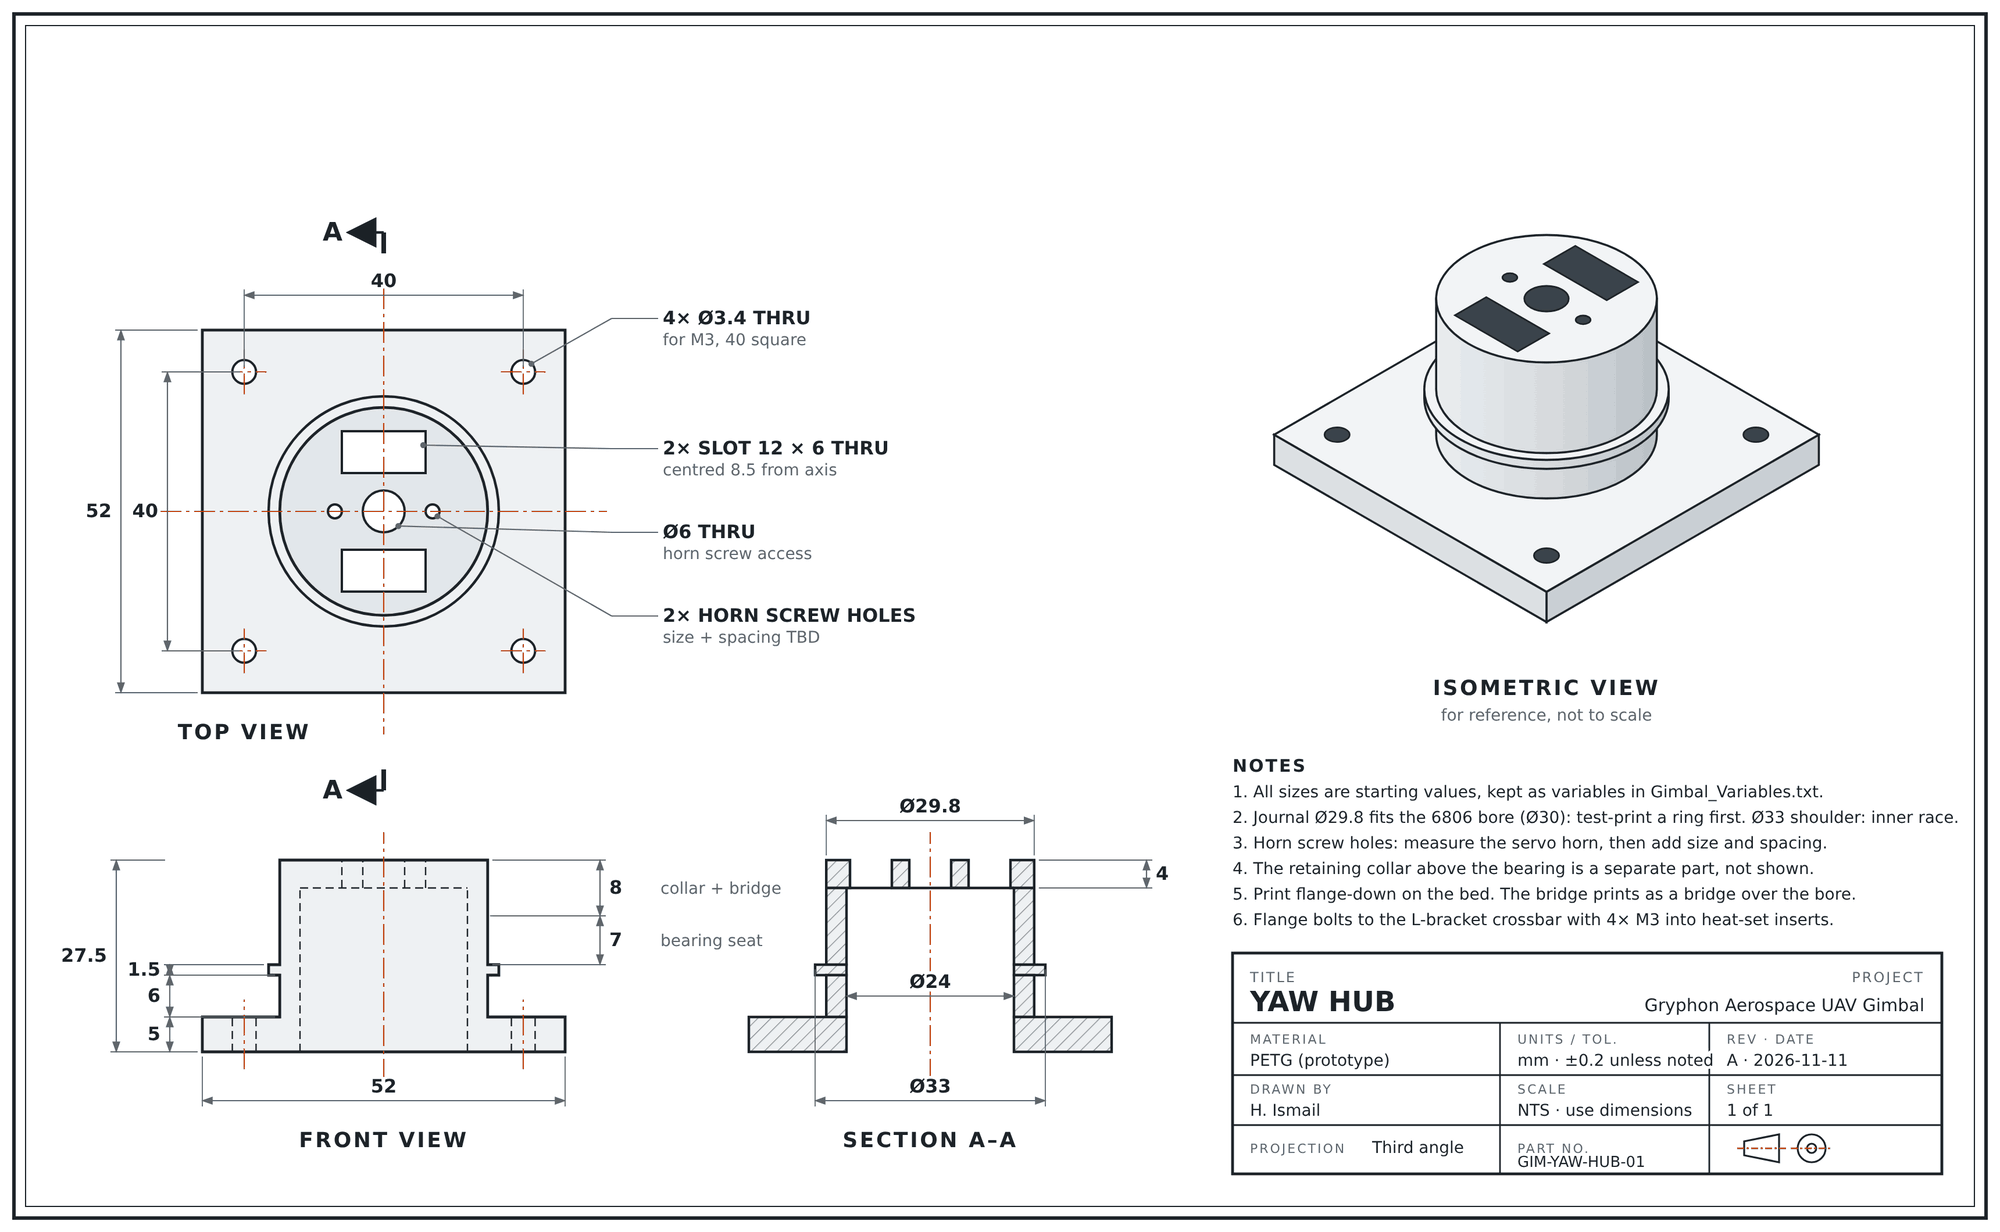 A
40
4× Ø3.4 THRU
for M3, 40 square
2× SLOT 12 × 6 THRU
centred 8.5 from axis
52
40
Ø6 THRU
horn screw access
2× HORN SCREW HOLES
size + spacing TBD
TOP VIEW
A
ISOMETRIC VIEW
for reference, not to scale
27.5
1.5
6
5
8
collar + bridge
7
bearing seat
52
FRONT VIEW
Ø29.8
4
Ø24
Ø33
SECTION A–A
NOTES
1. All sizes are starting values, kept as variables in Gimbal_Variables.txt.
2. Journal Ø29.8 fits the 6806 bore (Ø30): test-print a ring first. Ø33 shoulder: inner race.
3. Horn screw holes: measure the servo horn, then add size and spacing.
4. The retaining collar above the bearing is a separate part, not shown.
5. Print flange-down on the bed. The bridge prints as a bridge over the bore.
6. Flange bolts to the L-bracket crossbar with 4× M3 into heat-set inserts.
TITLE
YAW HUB
PROJECT
Gryphon Aerospace UAV Gimbal
MATERIAL
PETG (prototype)
UNITS / TOL.
mm · ±0.2 unless noted
REV · DATE
A · 2026-11-11
DRAWN BY
H. Ismail
SCALE
NTS · use dimensions
SHEET
1 of 1
PROJECTION Third angle
PART NO.
GIM-YAW-HUB-01